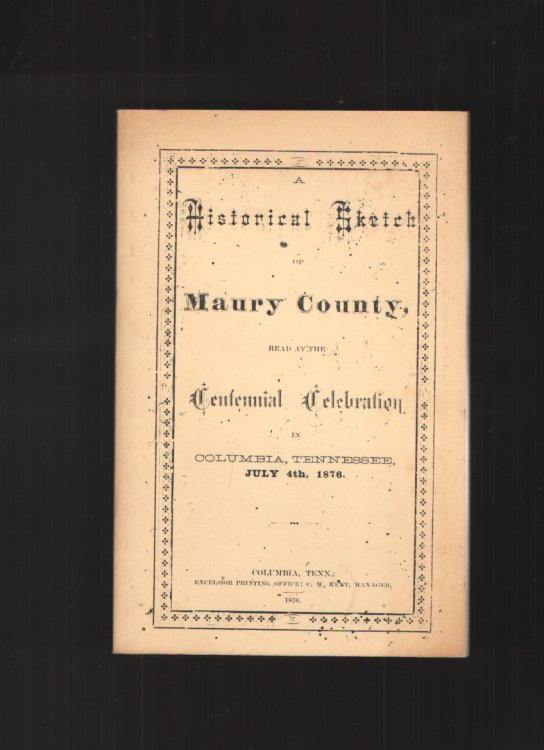 A
Historical Sketch
OF
Maury County,
READ AT THE
Centennial Celebration
IN
COLUMBIA, TENNESSEE,
JULY 4th, 1876.
COLUMBIA, TENN.:
EXCELSIOR PRINTING OFFICE: C. W. MANAGER.
1876.